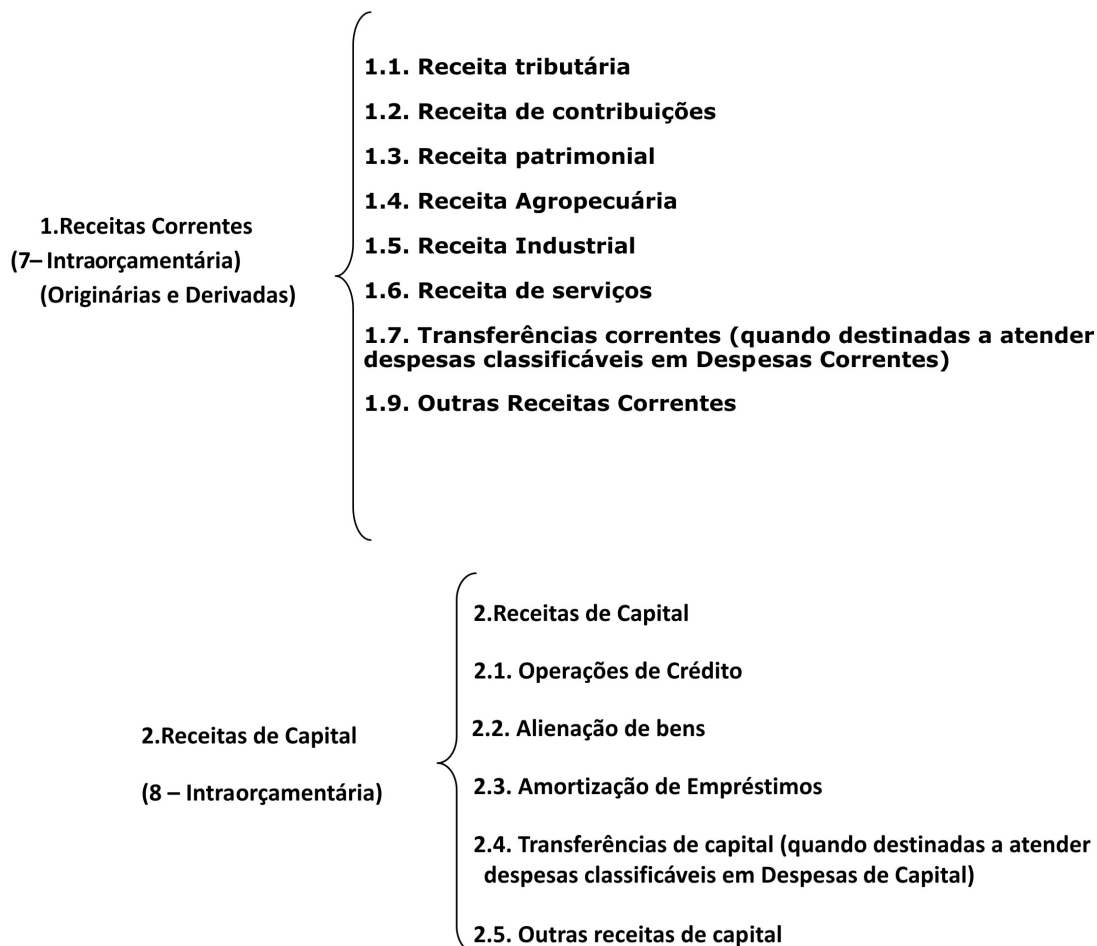 1.Receitas Correntes
(7– Intraorçamentária)
(Originárias e Derivadas)
1.1. Receita tributária
1.2. Receita de contribuições
1.3. Receita patrimonial
1.4. Receita Agropecuária
1.5. Receita Industrial
1.6. Receita de serviços
1.7. Transferências correntes (quando destinadas a atender
despesas classificáveis em Despesas Correntes)
1.9. Outras Receitas Correntes
2.Receitas de Capital
(8 – Intraorçamentária)
2.Receitas de Capital
2.1. Operações de Crédito
2.2. Alienação de bens
2.3. Amortização de Empréstimos
2.4. Transferências de capital (quando destinadas a atender
despesas classificáveis em Despesas de Capital)
2.5. Outras receitas de capital